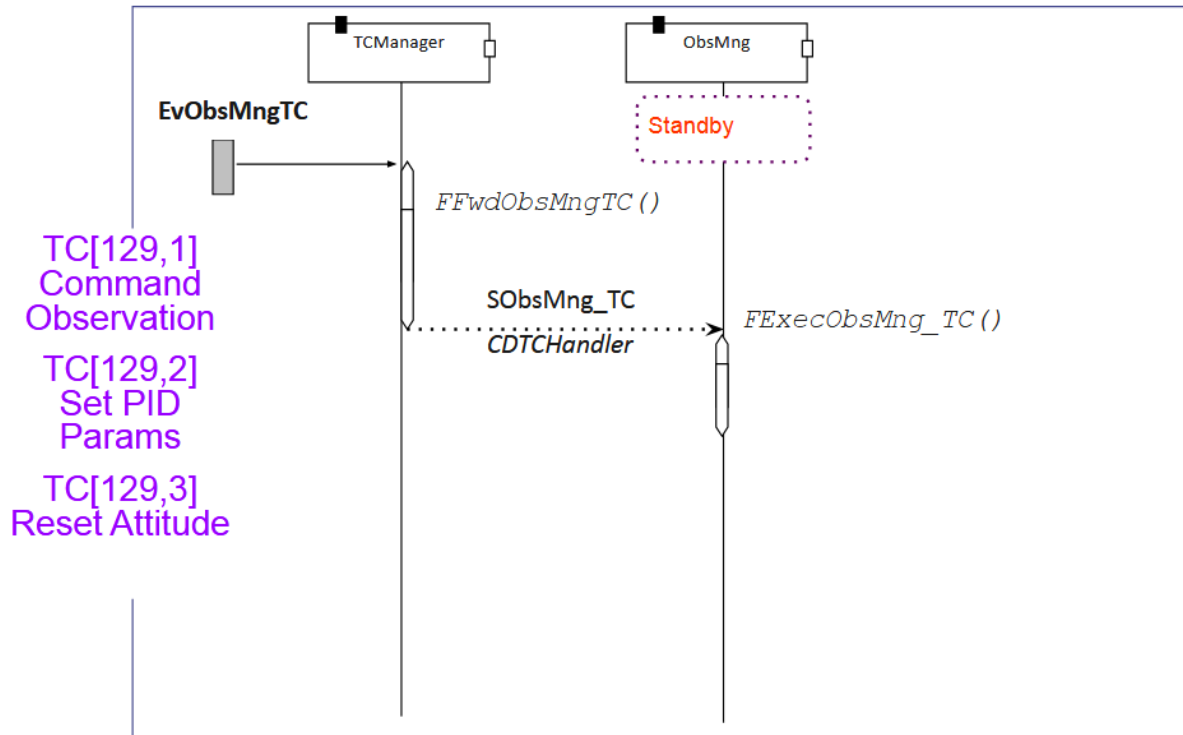 TCManager
ObsMng
EvObsMngTC
Standby
FFwdObsMngTC()
TC[129,1]
Command
Observation
SObsMng_TC
FExecObsMng_TC()
CDTCHandler
TC[129,2]
Set PID
Params
TC[129,3]
Reset Attitude